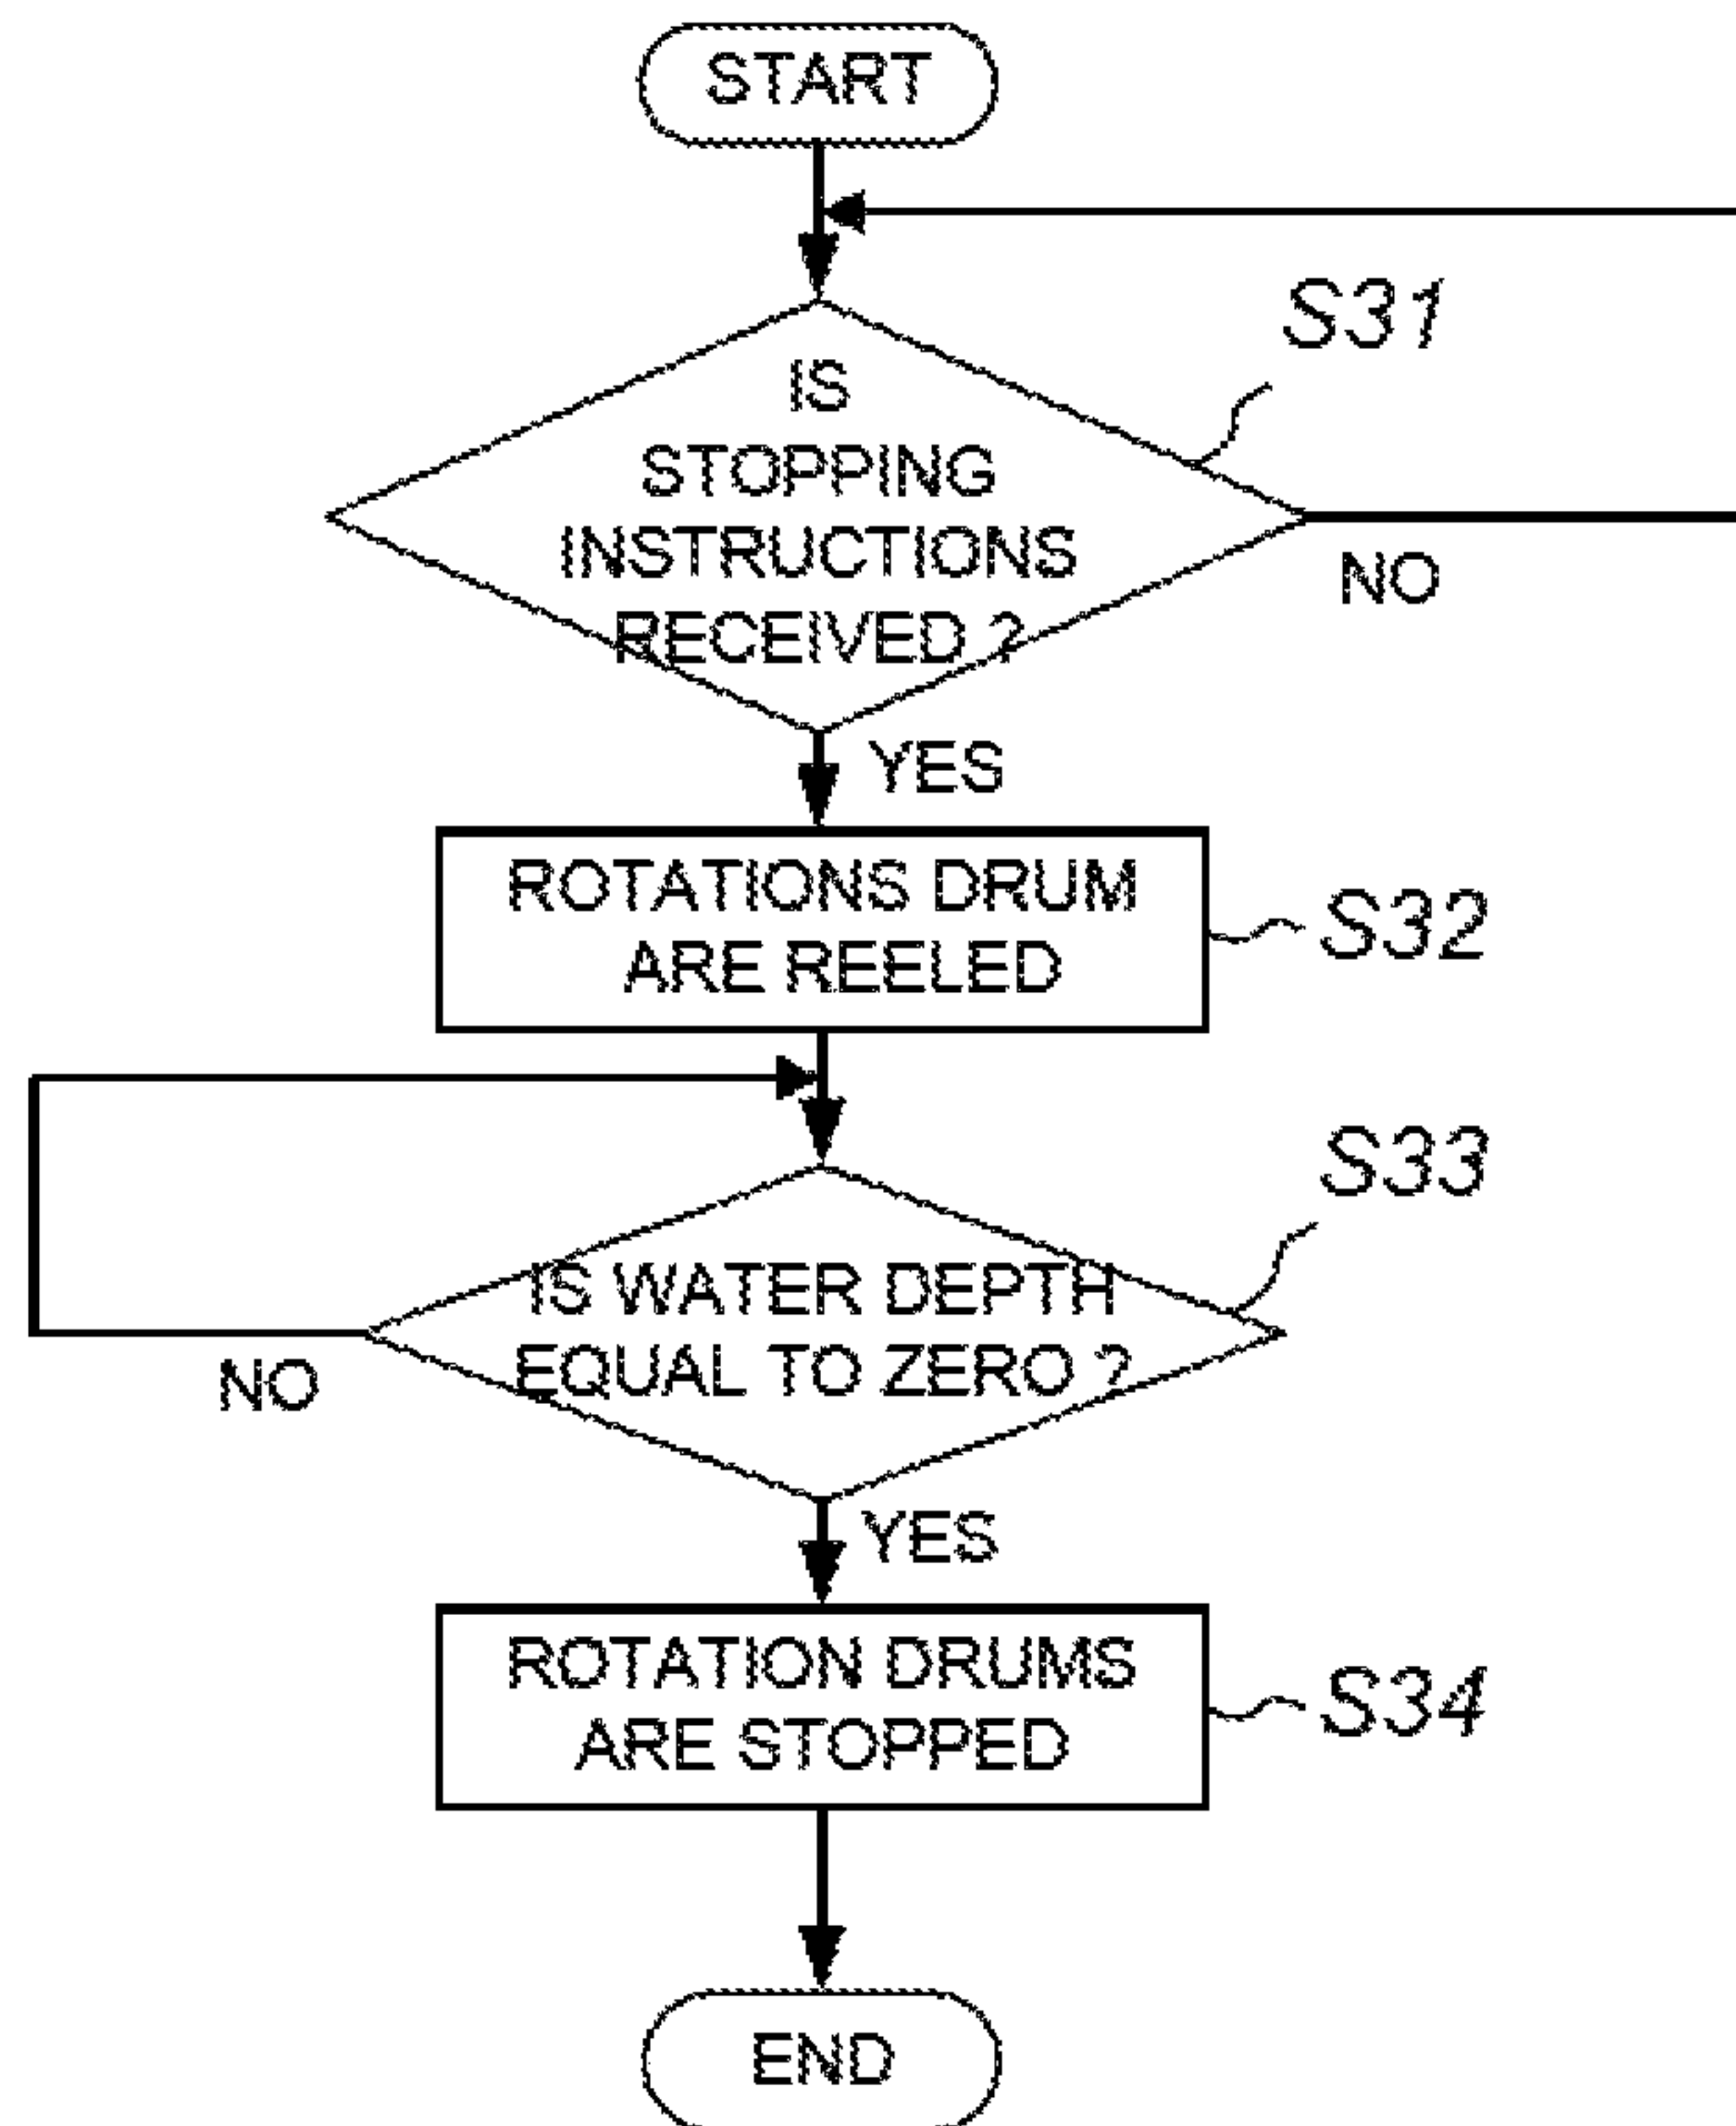 START
S31
IS
STOPPING
INSTRUCTIONS
RECEIVED ?
NO
YES
ROTATIONS DRUM
ARE REELED
S32
S33
IS WATER DEPTH
EQUAL TO ZERO ?
NO
YES
ROTATION DRUMS
ARE STOPPED
S34
END